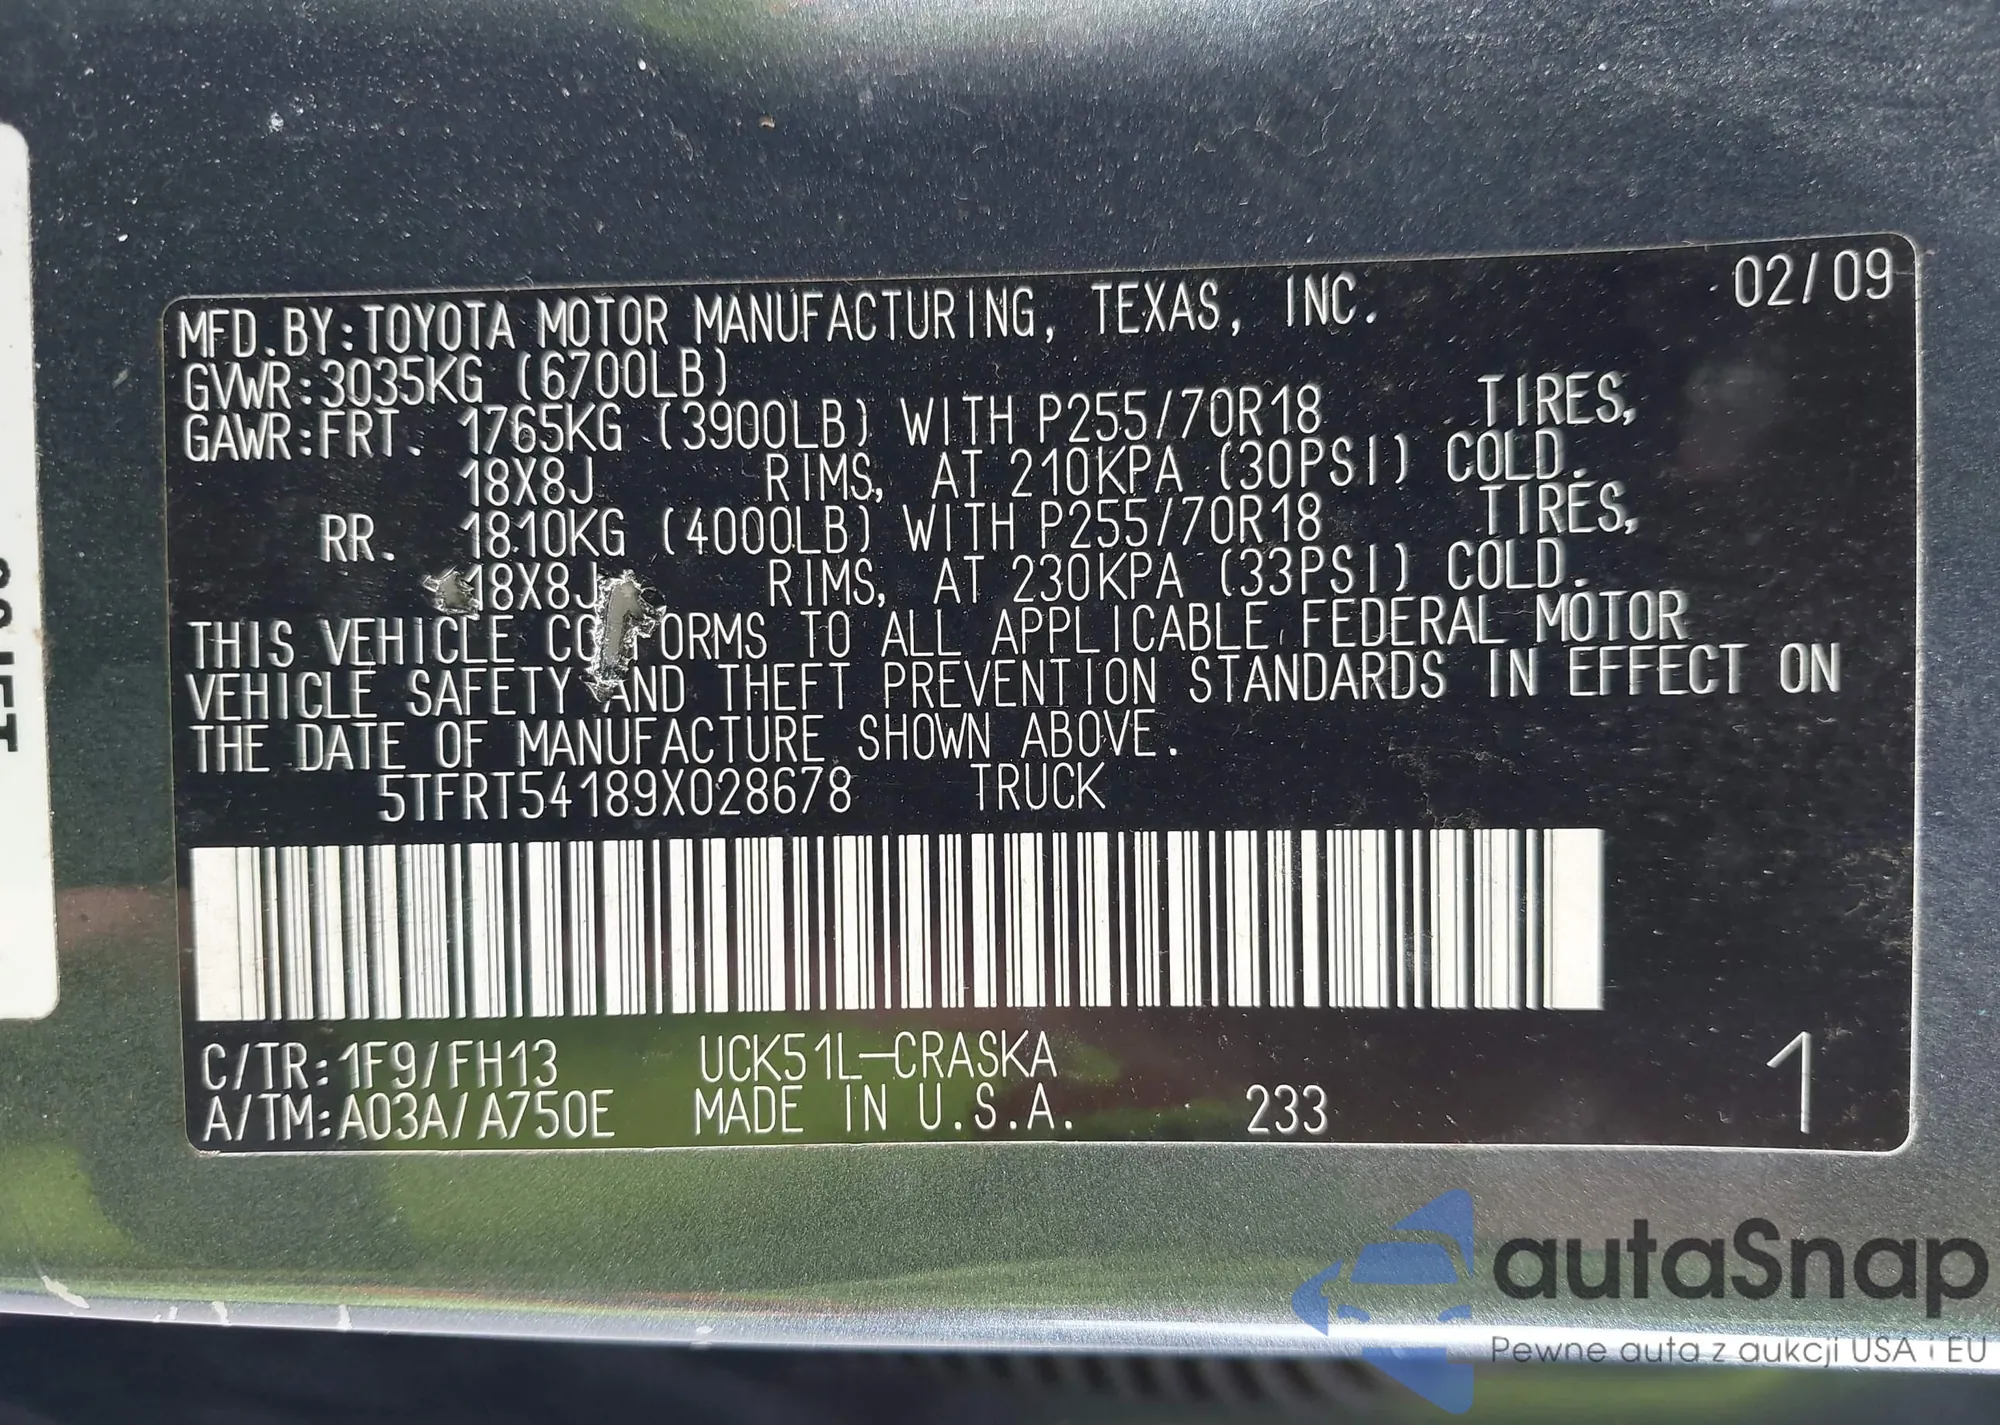 MFD.BY:TOYOTA MOTOR MANUFACTURING, TEXAS, INC. 02/09
GVWR:3035KG (6700LB)
GAWR:FRT. 1765KG (3900LB) WITH P255/70R18 TIRES,
18X8J RIMS, AT 210KPA (30PSI) COLD.
RR. 1810KG (4000LB) WITH P255/70R18 TIRES,
18X8J RIMS, AT 230KPA (33PSI) COLD.
THIS VEHICLE CO ORMS TO ALL APPLICABLE FEDERAL MOTOR
VEHICLE SAFETY AND THEFT PREVENTION STANDARDS IN EFFECT ON
THE DATE OF MANUFACTURE SHOWN ABOVE.
5TFRT54189X028678 TRUCK
C/TR:1F9/FH13 UCK51L-CRASKA 1
A/TM:A03A/A750E MADE IN U.S.A. 233
autaSnap
Pewne auta z aukcji USA i EU